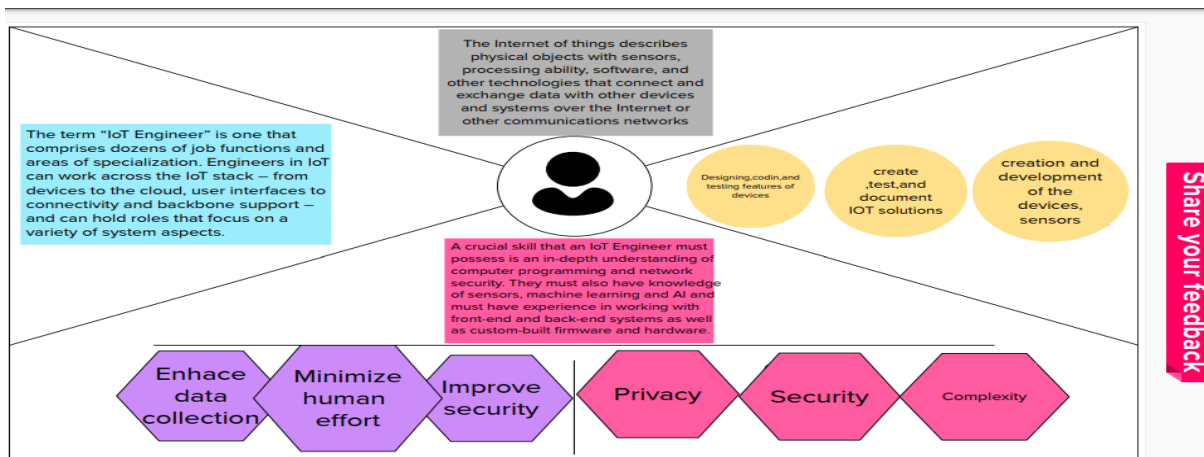 The Internet of things describes
physical objects with sensors,
processing ability, software, and
other technologies that connect and
exchange data with other devices
and systems over the Internet or
other communications networks
The term “IoT Engineer” is one that
comprises dozens of job functions and
areas of specialization. Engineers in IoT
can work across the IoT stack — from
devices to the cloud, user interfaces to
connectivity and backbone support —
and can hold roles that focus on a
variety of system aspects.
Designing,codin,and
testing features of
devices
create
,test,and
document
IOT solutions
creation and
development
of the
devices,
sensors
A crucial skill that an IoT Engineer must
possess is an in-depth understanding of
computer programming and network
security. They must also have knowledge
of sensors, machine learning and AI and
must have experience in working with
front-end and back-end systems as well
as custom-built firmware and hardware.
Enhace
data
collection
Minimize
human
effort
Improve
security
Privacy
Security
Complexity
Share your feedback